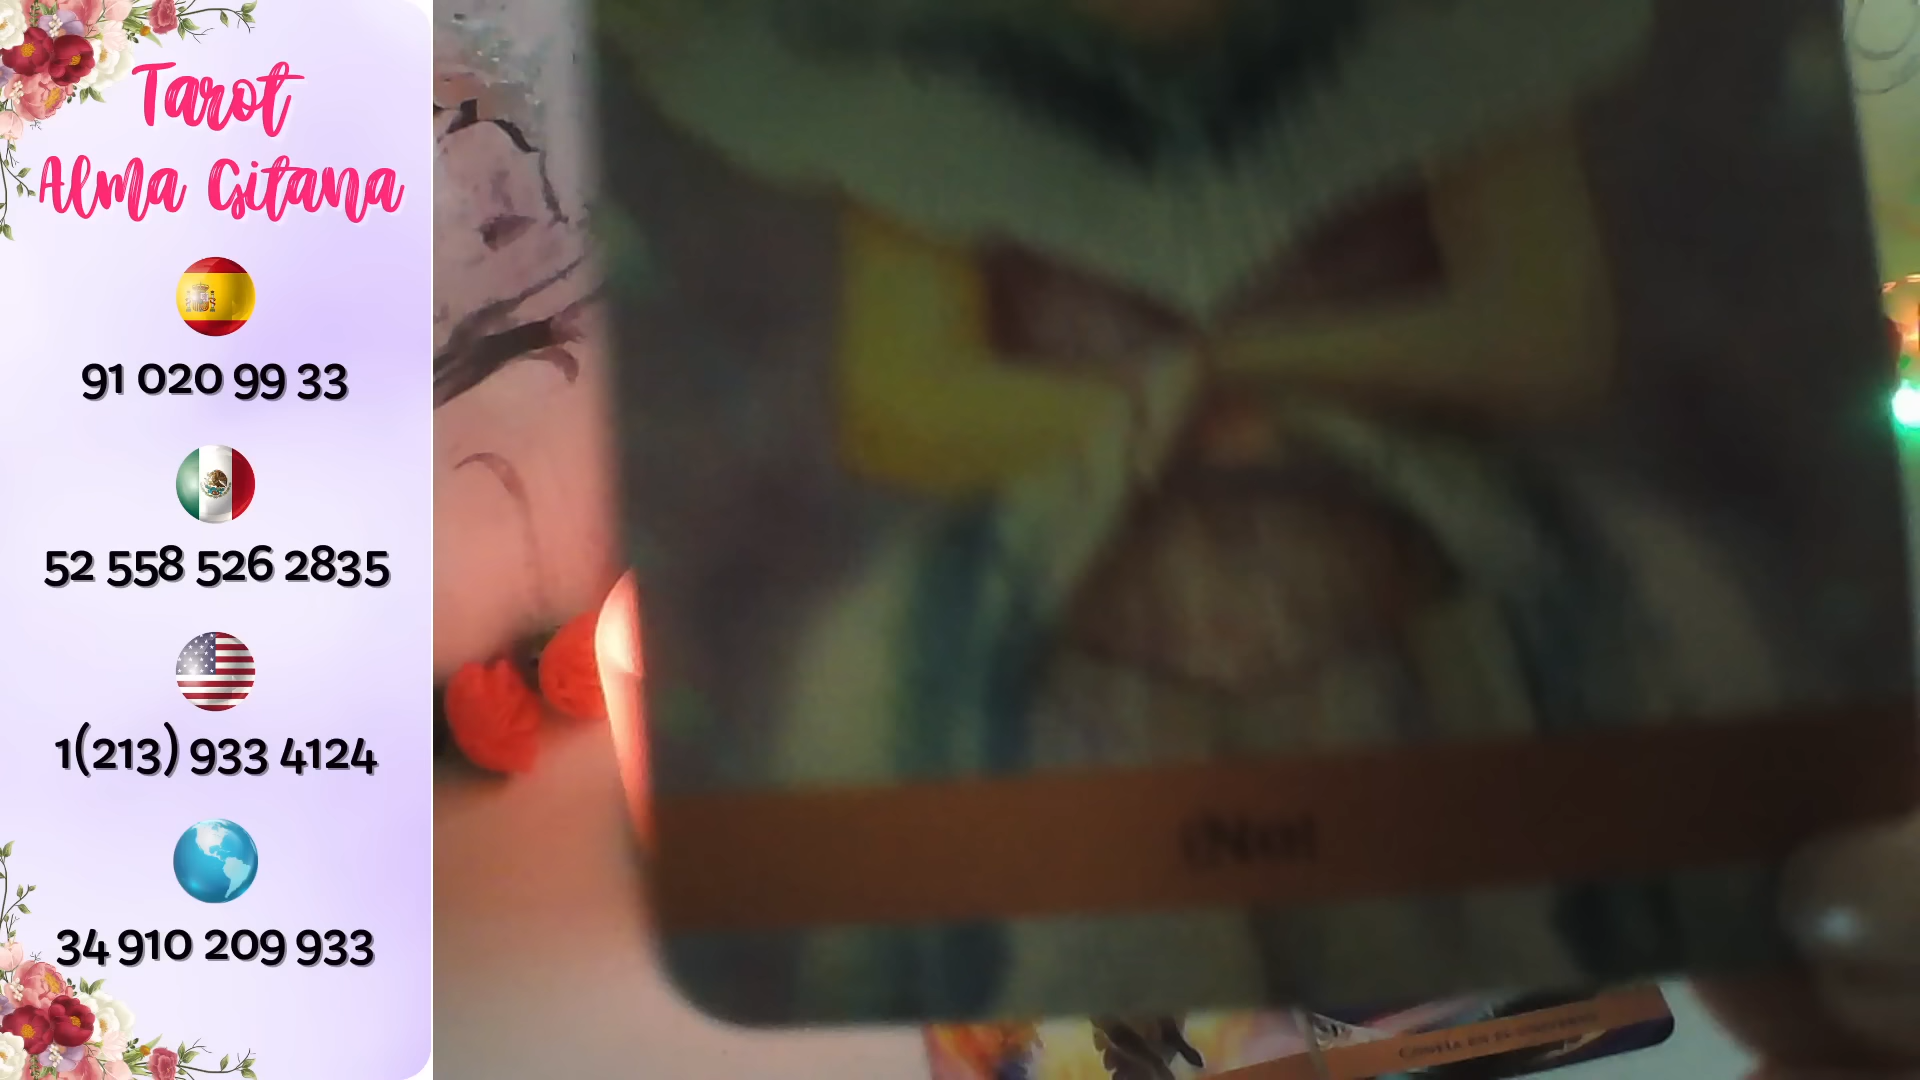 Tarot
Alma Gitana
91 020 99 33
52 558 526 2835
1(213) 933 4124
34 910 209 933
¡No!